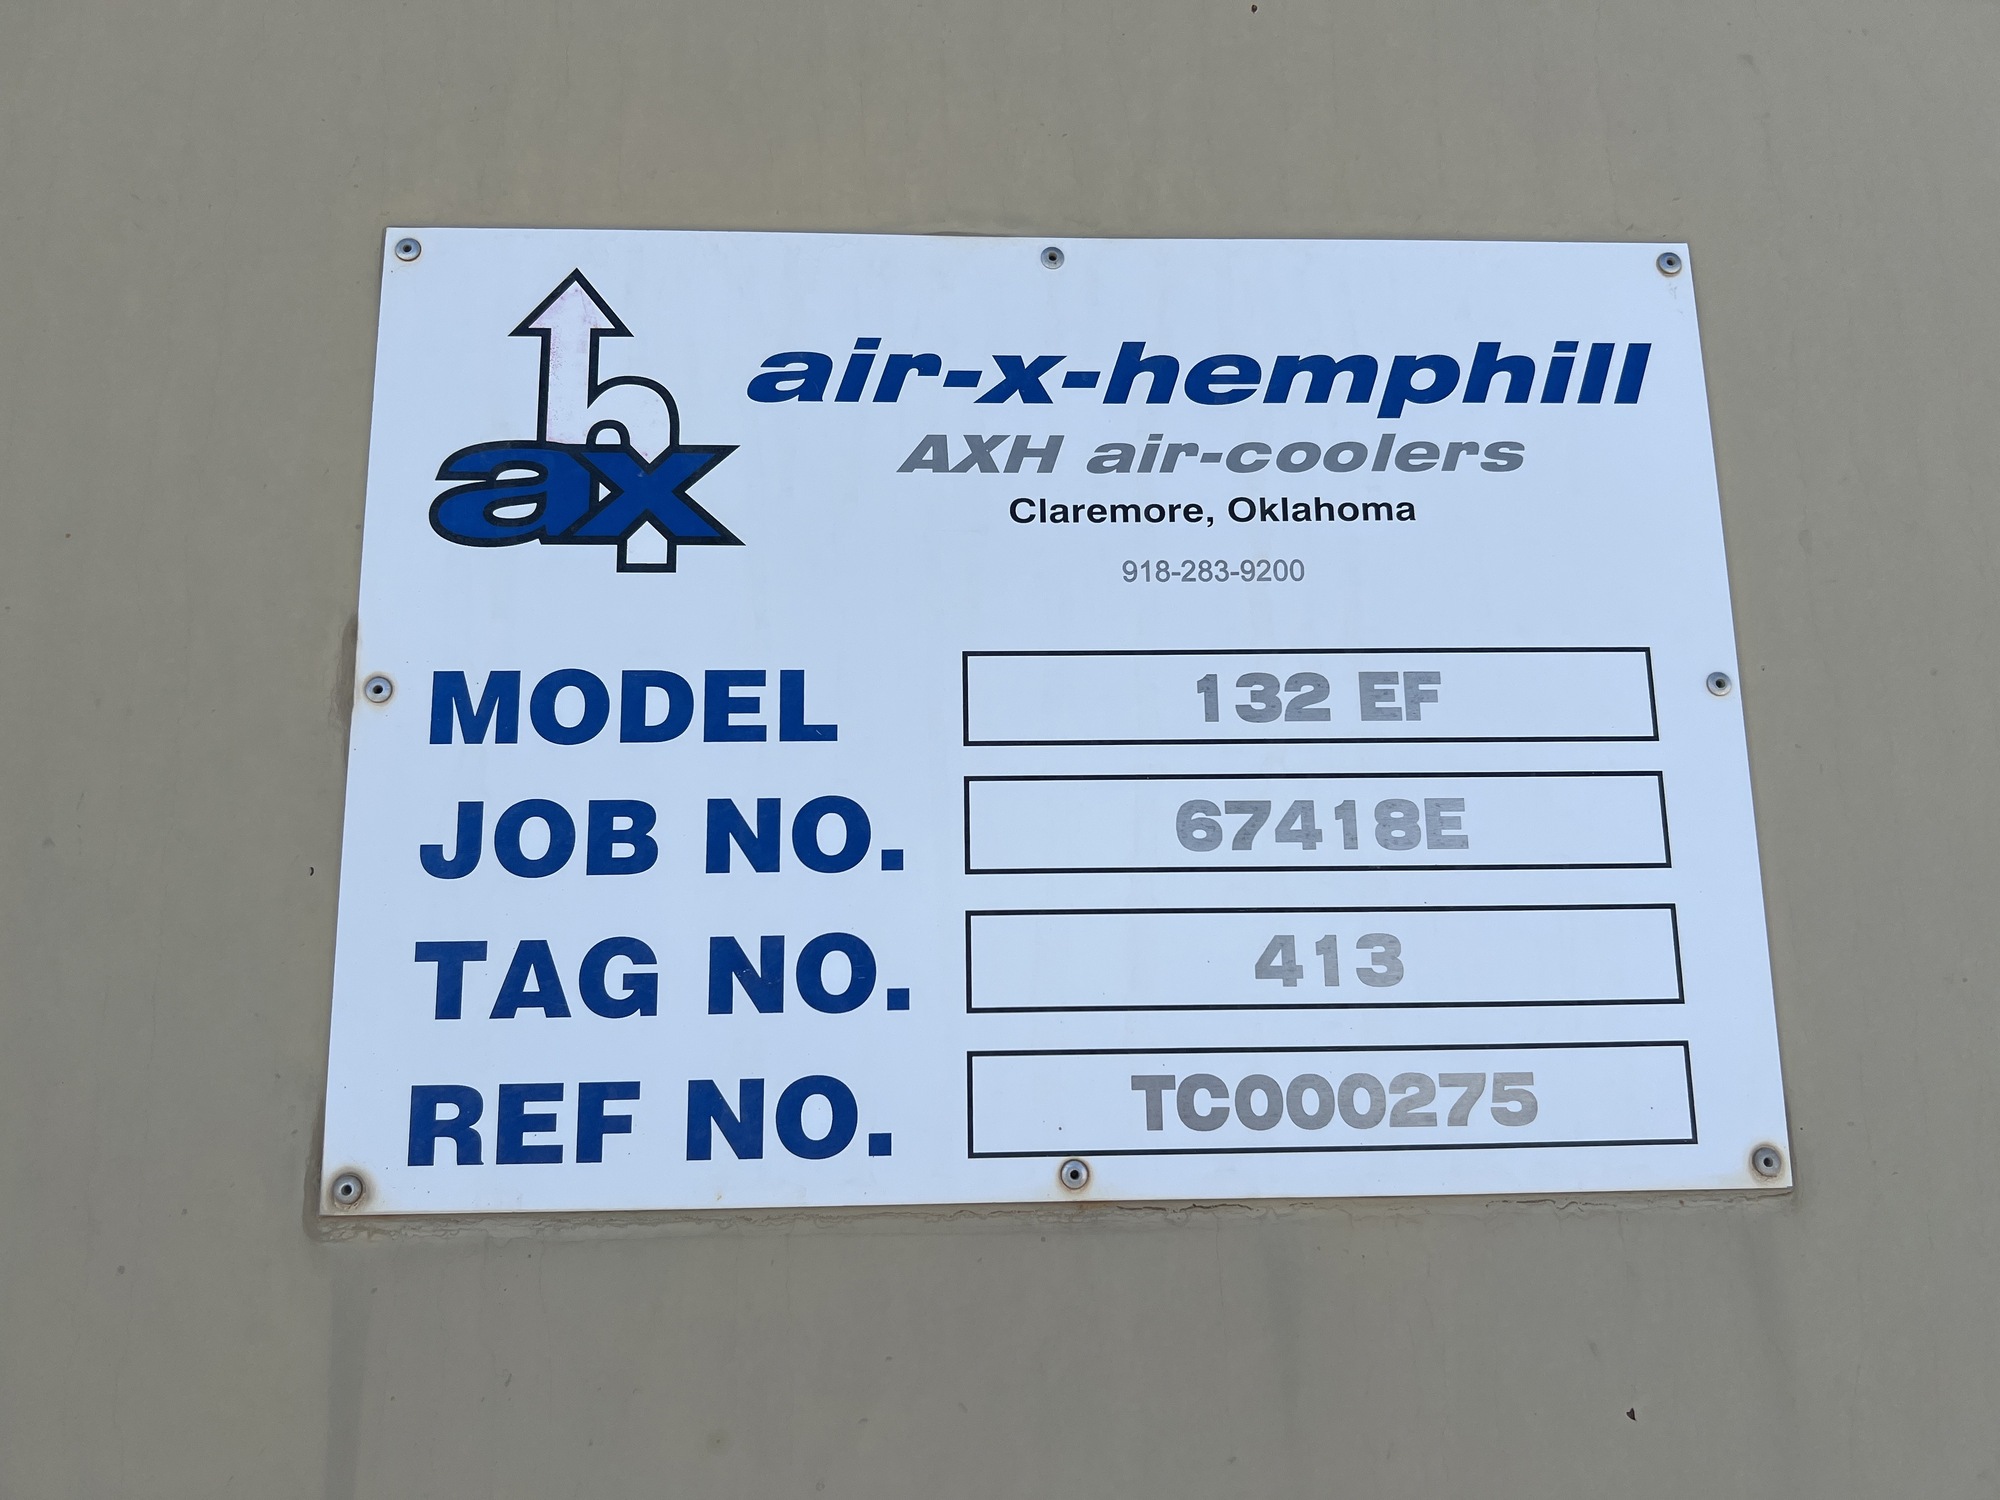 h
ax
air-x-hemphill
AXH air-coolers
Claremore, Oklahoma
918-283-9200
MODEL 132 EF
JOB NO. 67418E
TAG NO. 413
REF NO. TC000275